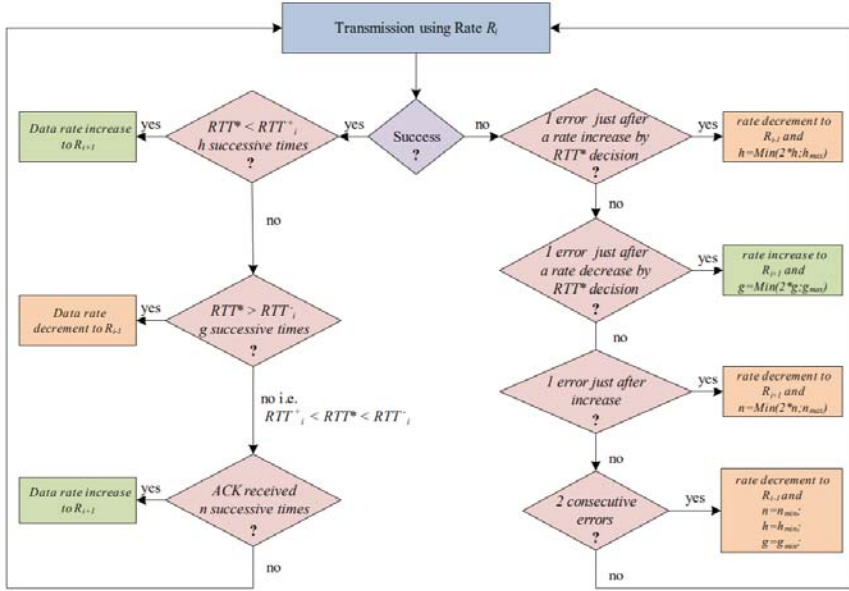 Transmission using Rate Rᵢ
Success
?
yes
no
RTT* < RTT⁺ᵢ
h successive times
?
yes
Data rate increase
to Rᵢ₊₁
no
RTT* > RTT⁻ᵢ
g successive times
?
yes
Data rate
decrement to Rᵢ₋₁
no i.e.
RTT⁺ᵢ < RTT* < RTT⁻ᵢ
ACK received
n successive times
?
yes
Data rate increase
to Rᵢ₊₁
no
1 error just after
a rate increase by
RTT* decision
?
yes
rate decrement to
Rᵢ₋₁ and
h=Min(2*h;hmax)
no
1 error just after
a rate decrease by
RTT* decision
?
yes
rate increase to
and
g=Min(2*g;gmax)
no
1 error just after
increase
?
yes
rate decrement to
and
n=Min(2*n;nmax)
no
2 consecutive
errors
?
yes
rate decrement to
Rᵢ₋₁ and
n=nmin;
h=hmin;
g=gmin;
no